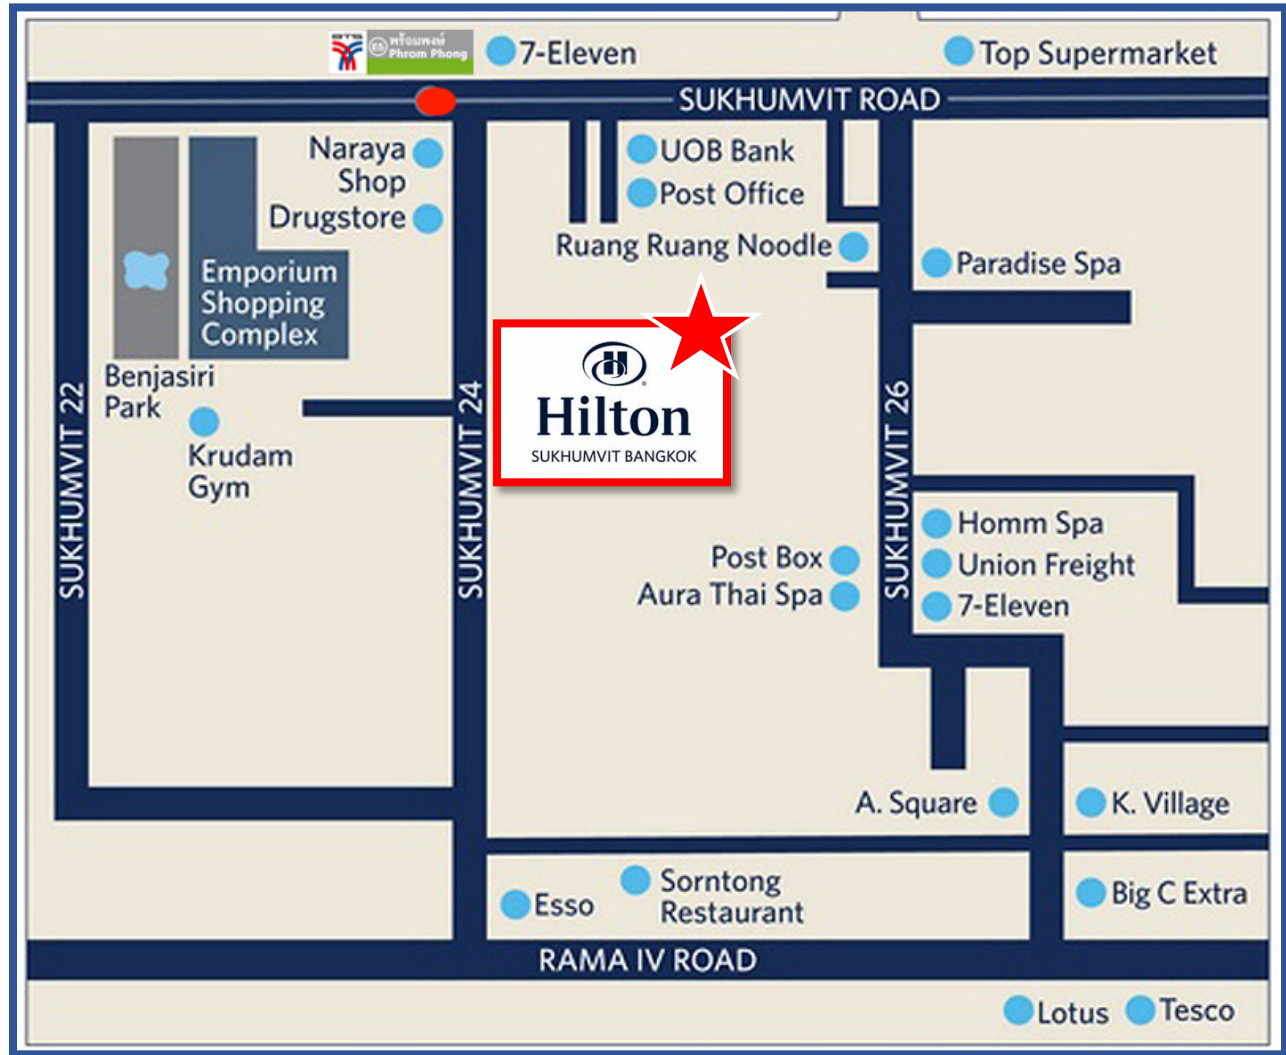 BTS
E5 พร้อมพงษ์
Phrom Phong
7-Eleven
Top Supermarket
SUKHUMVIT ROAD
Naraya
Shop
Drugstore
UOB Bank
Post Office
Ruang Ruang Noodle
Paradise Spa
Emporium
Shopping
Complex
Benjasiri
Park
Krudam
Gym
SUKHUMVIT 22
SUKHUMVIT 24
H
Hilton
SUKHUMVIT BANGKOK
SUKHUMVIT 26
Homm Spa
Union Freight
7-Eleven
Post Box
Aura Thai Spa
A. Square
K. Village
Esso
Sorntong
Restaurant
Big C Extra
RAMA IV ROAD
Lotus
Tesco